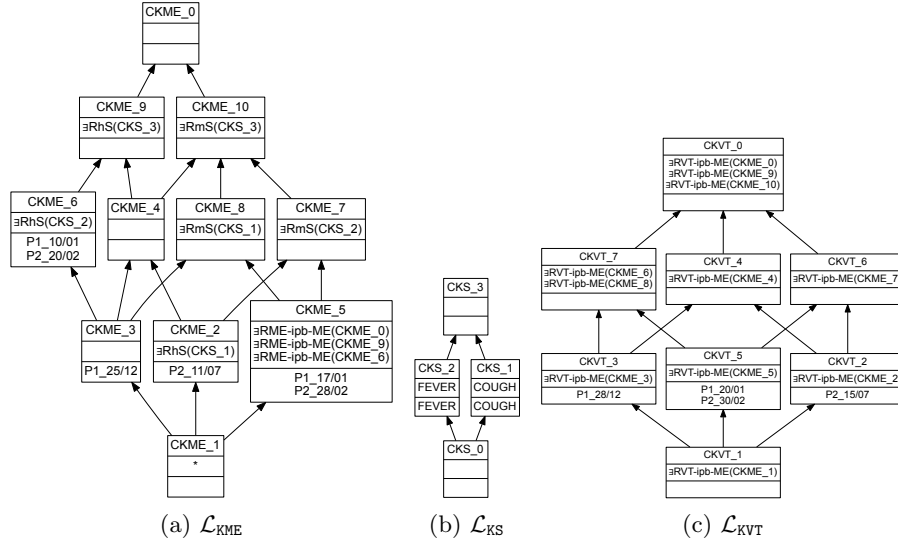 CKME_0
CKME_9
∃RhS(CKS_3)
CKME_10
∃RmS(CKS_3)
CKME_6
∃RhS(CKS_2)
P1_10/01
P2_20/02
CKME_4
CKME_8
∃RmS(CKS_1)
CKME_7
∃RmS(CKS_2)
CKME_3
P1_25/12
CKME_2
∃RhS(CKS_1)
P2_11/07
CKME_5
∃RME-ipb-ME(CKME_0)
∃RME-ipb-ME(CKME_9)
∃RME-ipb-ME(CKME_6)
P1_17/01
P2_28/02
CKME_1
*
(a) ℒKME
CKS_3
CKS_2
FEVER
FEVER
CKS_1
COUGH
COUGH
CKS_0
(b) ℒKS
CKVT_0
∃RVT-ipb-ME(CKME_0)
∃RVT-ipb-ME(CKME_9)
∃RVT-ipb-ME(CKME_10)
CKVT_7
∃RVT-ipb-ME(CKME_6)
∃RVT-ipb-ME(CKME_8)
CKVT_4
∃RVT-ipb-ME(CKME_4)
CKVT_6
∃RVT-ipb-ME(CKME_7
CKVT_3
∃RVT-ipb-ME(CKME_3)
P1_28/12
CKVT_5
∃RVT-ipb-ME(CKME_5)
P1_20/01
P2_30/02
CKVT_2
∃RVT-ipb-ME(CKME_2
P2_15/07
CKVT_1
∃RVT-ipb-ME(CKME_1)
(c) ℒKVT